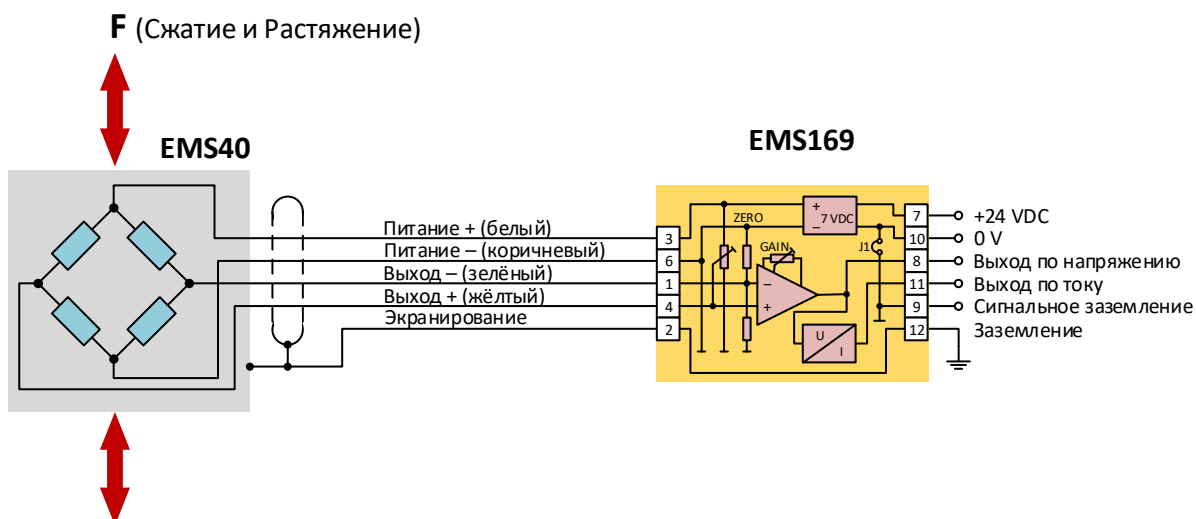 F (Сжатие и Растяжение)
EMS40
EMS169
Питание + (белый)
Питание – (коричневый)
Выход – (зелёный)
Выход + (жёлтый)
Экранирование
3
6
1
4
2
ZERO
GAIN
+
7 VDC
–
J1
–
+
U
I
7
10
8
11
9
12
+24 VDC
0 V
Выход по напряжению
Выход по току
Сигнальное заземление
Заземление